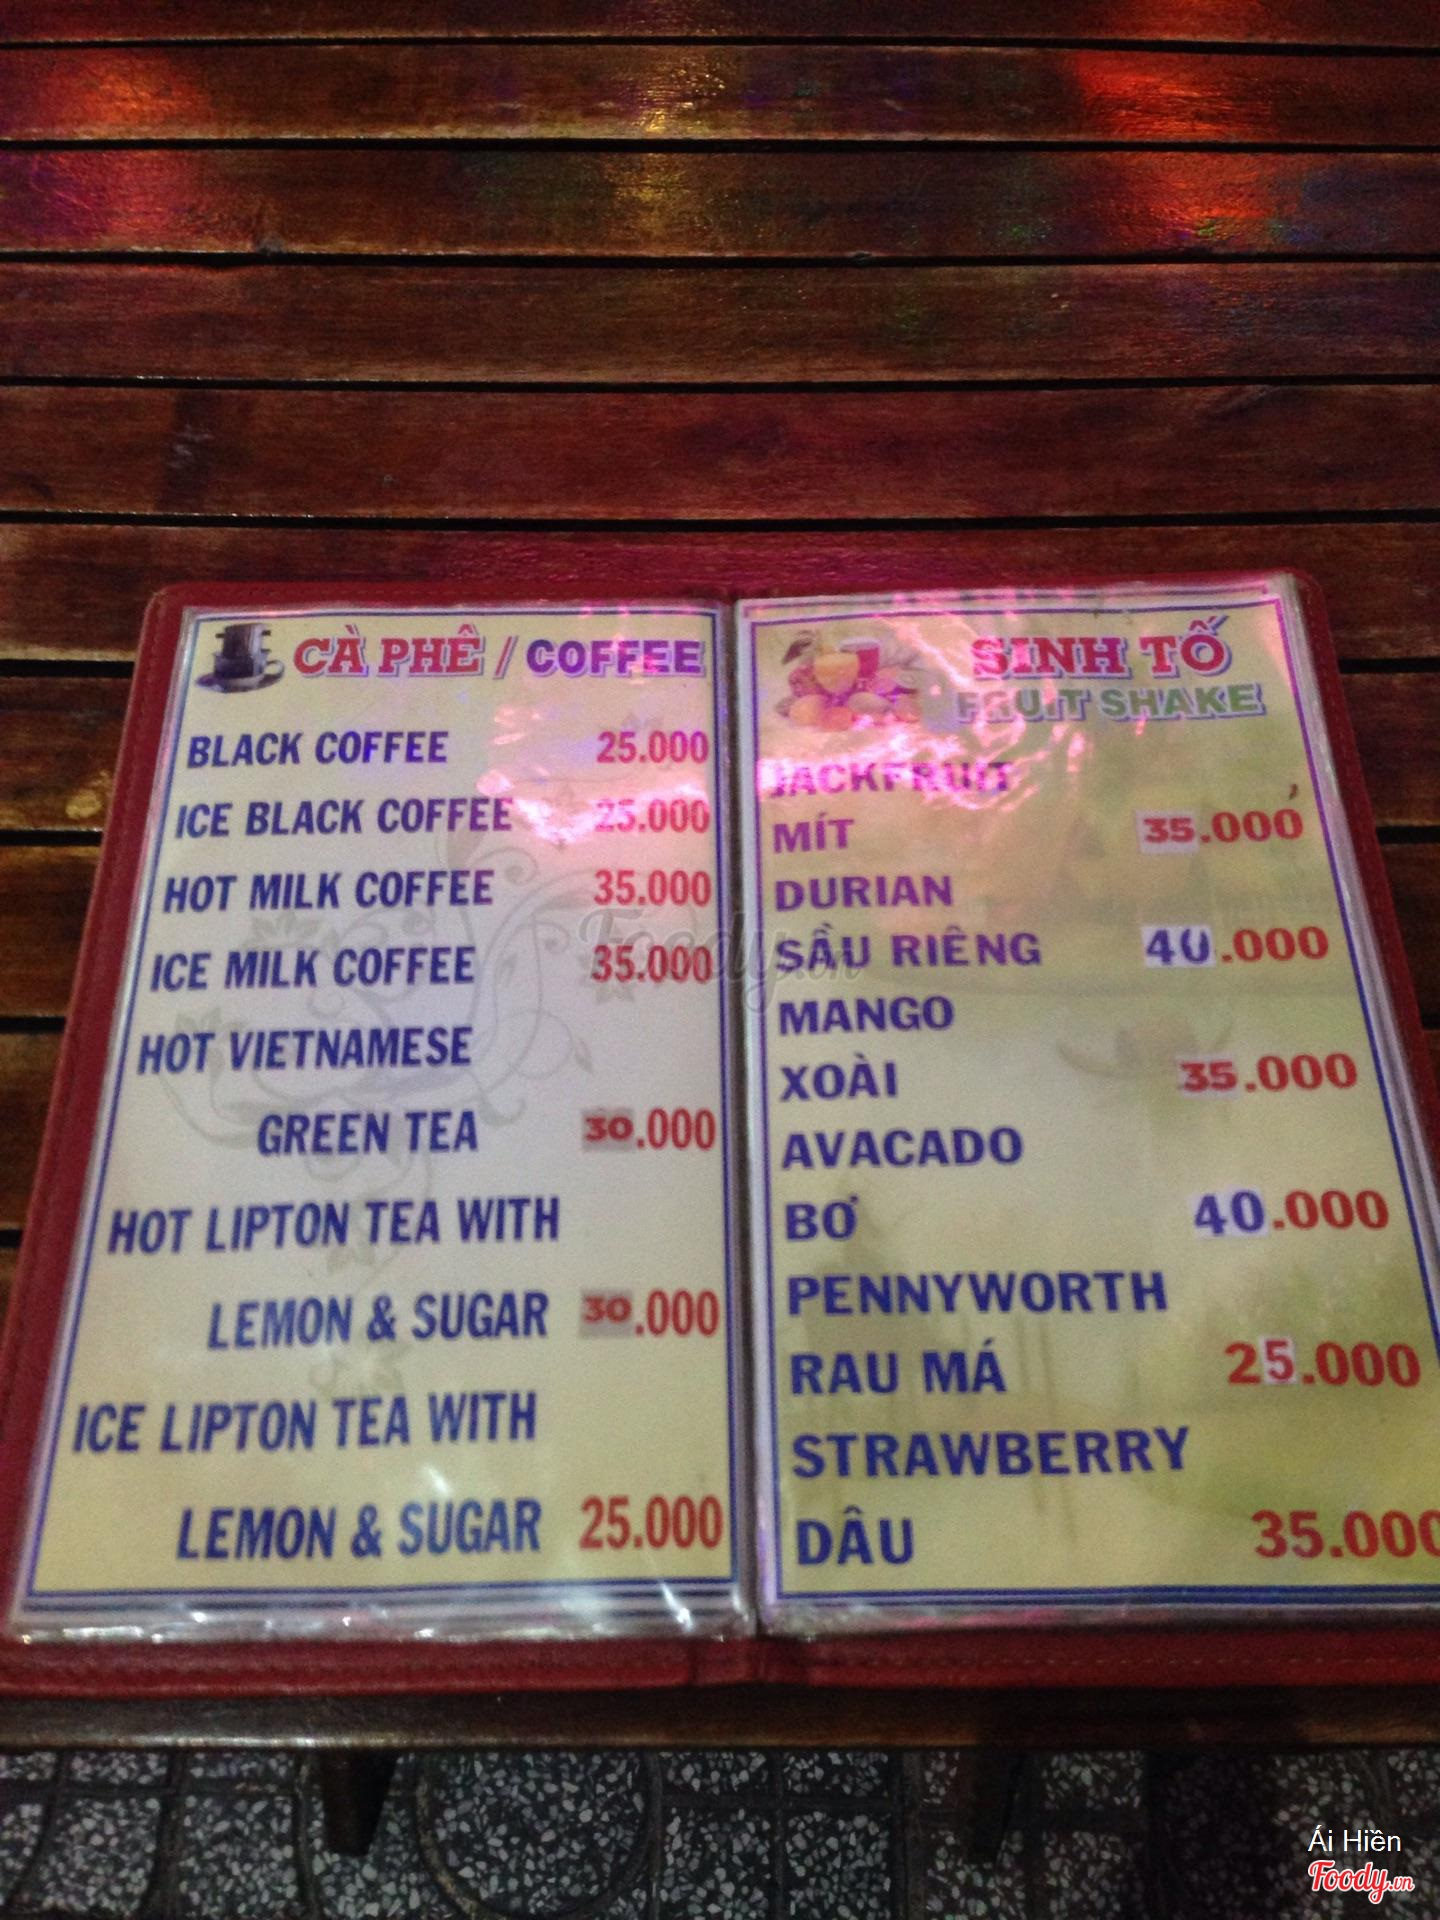 CÀ PHÊ / COFFEE
BLACK COFFEE 25.000
ICE BLACK COFFEE 25.000
HOT MILK COFFEE 35.000
ICE MILK COFFEE 35.000
HOT VIETNAMESE
GREEN TEA 30.000
HOT LIPTON TEA WITH
LEMON & SUGAR 30.000
ICE LIPTON TEA WITH
LEMON & SUGAR 25.000
SINH TỐ
FRUIT SHAKE
JACKFRUIT
MÍT 35.000
DURIAN
SẦU RIÊNG 40.000
MANGO
XOÀI 35.000
AVACADO
BƠ 40.000
PENNYWORTH
RAU MÁ 25.000
STRAWBERRY
DÂU 35.000
Foody.vn
Ái Hiền
Foody.vn